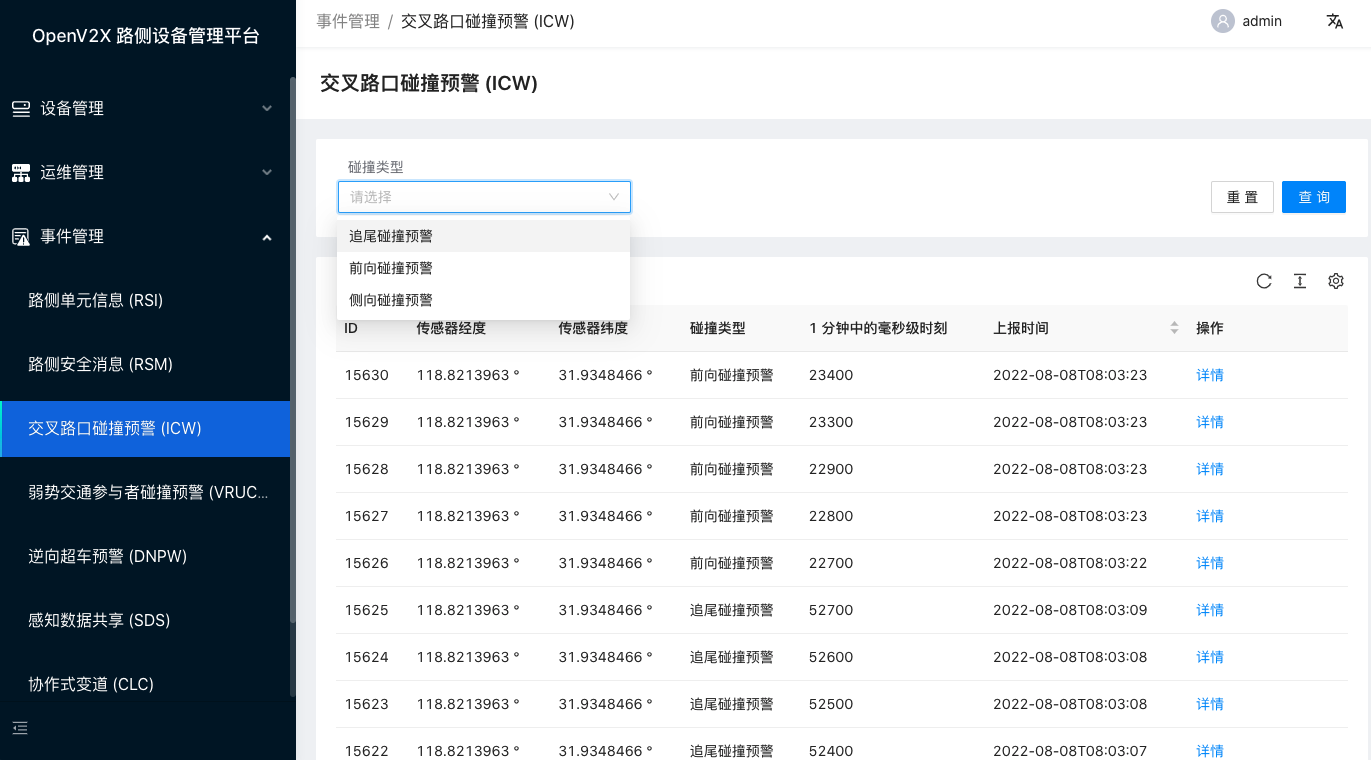 OpenV2X 路侧设备管理平台
设备管理
运维管理
事件管理
路侧单元信息 (RSI)
路侧安全消息 (RSM)
交叉路口碰撞预警 (ICW)
弱势交通参与者碰撞预警 (VRUC...
逆向超车预警 (DNPW)
感知数据共享 (SDS)
协作式变道 (CLC)
事件管理 / 交叉路口碰撞预警 (ICW)
admin
交叉路口碰撞预警 (ICW)
碰撞类型
请选择
重 置 查 询
追尾碰撞预警
前向碰撞预警
侧向碰撞预警
ID 传感器经度 传感器纬度 碰撞类型 1 分钟中的毫秒级时刻 上报时间 操作
15630 118.8213963 ° 31.9348466 ° 前向碰撞预警 23400 2022-08-08T08:03:23 详情
15629 118.8213963 ° 31.9348466 ° 前向碰撞预警 23300 2022-08-08T08:03:23 详情
15628 118.8213963 ° 31.9348466 ° 前向碰撞预警 22900 2022-08-08T08:03:23 详情
15627 118.8213963 ° 31.9348466 ° 前向碰撞预警 22800 2022-08-08T08:03:23 详情
15626 118.8213963 ° 31.9348466 ° 前向碰撞预警 22700 2022-08-08T08:03:22 详情
15625 118.8213963 ° 31.9348466 ° 追尾碰撞预警 52700 2022-08-08T08:03:09 详情
15624 118.8213963 ° 31.9348466 ° 追尾碰撞预警 52600 2022-08-08T08:03:08 详情
15623 118.8213963 ° 31.9348466 ° 追尾碰撞预警 52500 2022-08-08T08:03:08 详情
15622 118.8213963 ° 31.9348466 ° 追尾碰撞预警 52400 2022-08-08T08:03:07 详情